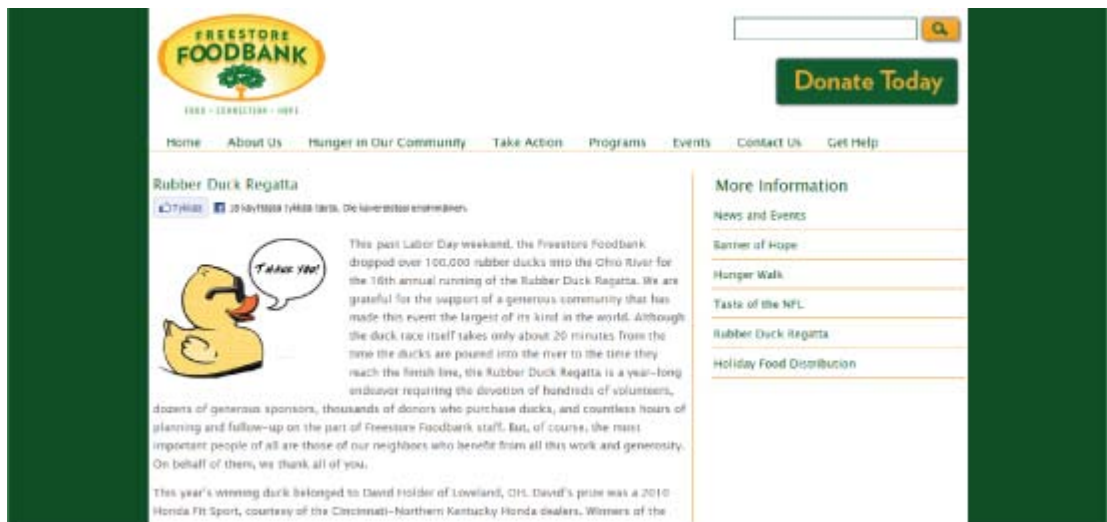 FREESTORE
FOODBANK
FOOD • CONNECTION • HOPE
Donate Today
Home About Us Hunger in Our Community Take Action Programs Events Contact Us Get Help
Rubber Duck Regatta
Tykkää
käyttäjää tykkää tästä. Ole kavereistasi ensimmäinen.
THANK YOU!
This past Labor Day weekend, the Freestore Foodbank
dropped over 100,000 rubber ducks into the Ohio River for
the 16th annual running of the Rubber Duck Regatta. We are
grateful for the support of a generous community that has
made this event the largest of its kind in the world. Although
the duck race itself takes only about 20 minutes from the
time the ducks are poured into the river to the time they
reach the finish line, the Rubber Duck Regatta is a year-long
endeavor requiring the devotion of hundreds of volunteers,
dozens of generous sponsors, thousands of donors who purchase ducks, and countless hours of
planning and follow-up on the part of Freestore Foodbank staff. But, of course, the most
important people of all are those of our neighbors who benefit from all this work and generosity.
On behalf of them, we thank all of you.
This year's winning duck belonged to David Holder of Loveland, OH. David's prize was a 2010
Honda Fit Sport, courtesy of the Cincinnati-Northern Kentucky Honda dealers. Winners of the
More Information
News and Events
Banner of Hope
Hunger Walk
Taste of the NFL
Rubber Duck Regatta
Holiday Food Distribution